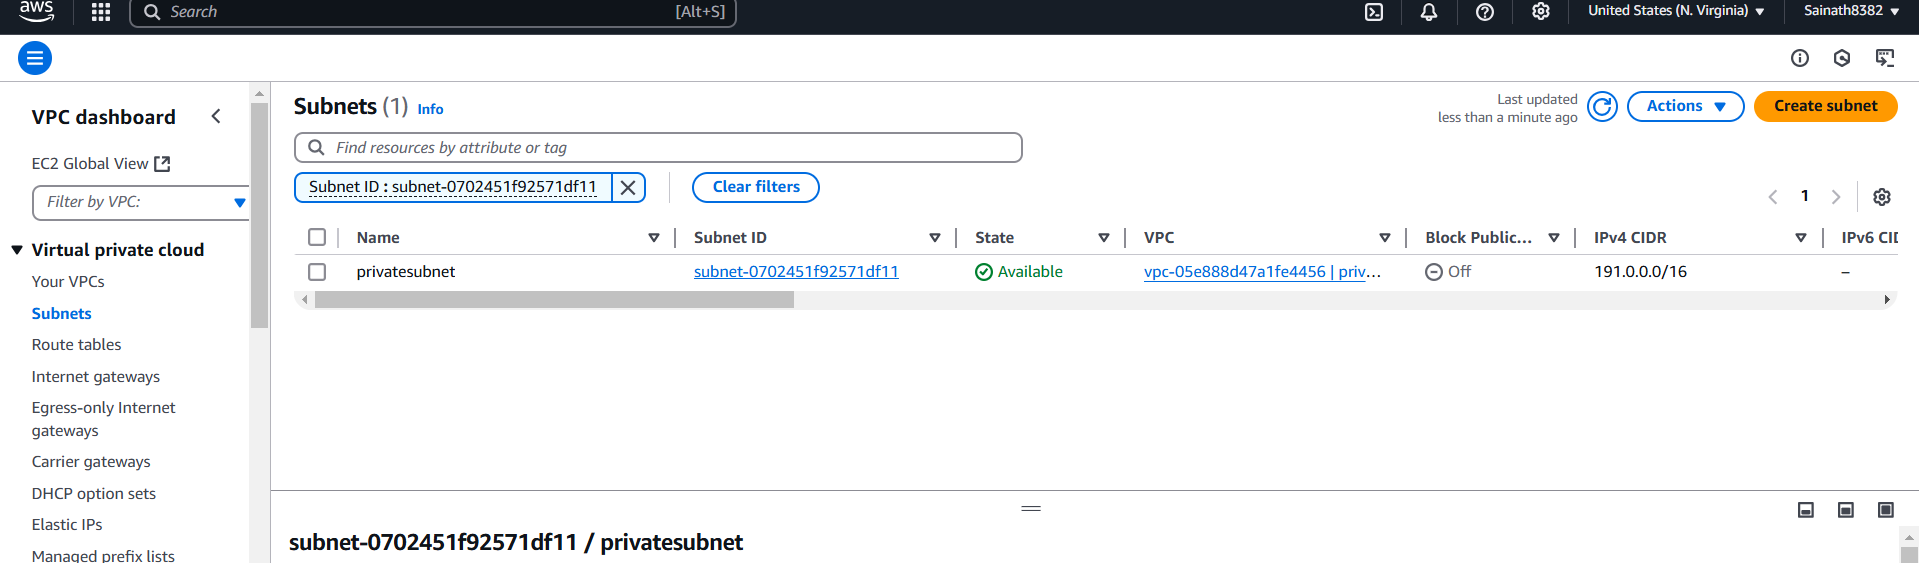 aws
Search [Alt+S] United States (N. Virginia) Sainath8382
VPC dashboard
EC2 Global View
Filter by VPC:
Virtual private cloud
Your VPCs
Subnets
Route tables
Internet gateways
Egress-only Internet
gateways
Carrier gateways
DHCP option sets
Elastic IPs
Managed prefix lists
Subnets (1) Info
Last updated
less than a minute ago
Actions
Create subnet
Find resources by attribute or tag
Subnet ID : subnet-0702451f92571df11
Clear filters
1
Name Subnet ID State VPC Block Public... IPv4 CIDR IPv6 CID
privatesubnet subnet-0702451f92571df11 Available vpc-05e888d47a1fe4456 | priv... Off 191.0.0.0/16 –
subnet-0702451f92571df11 / privatesubnet